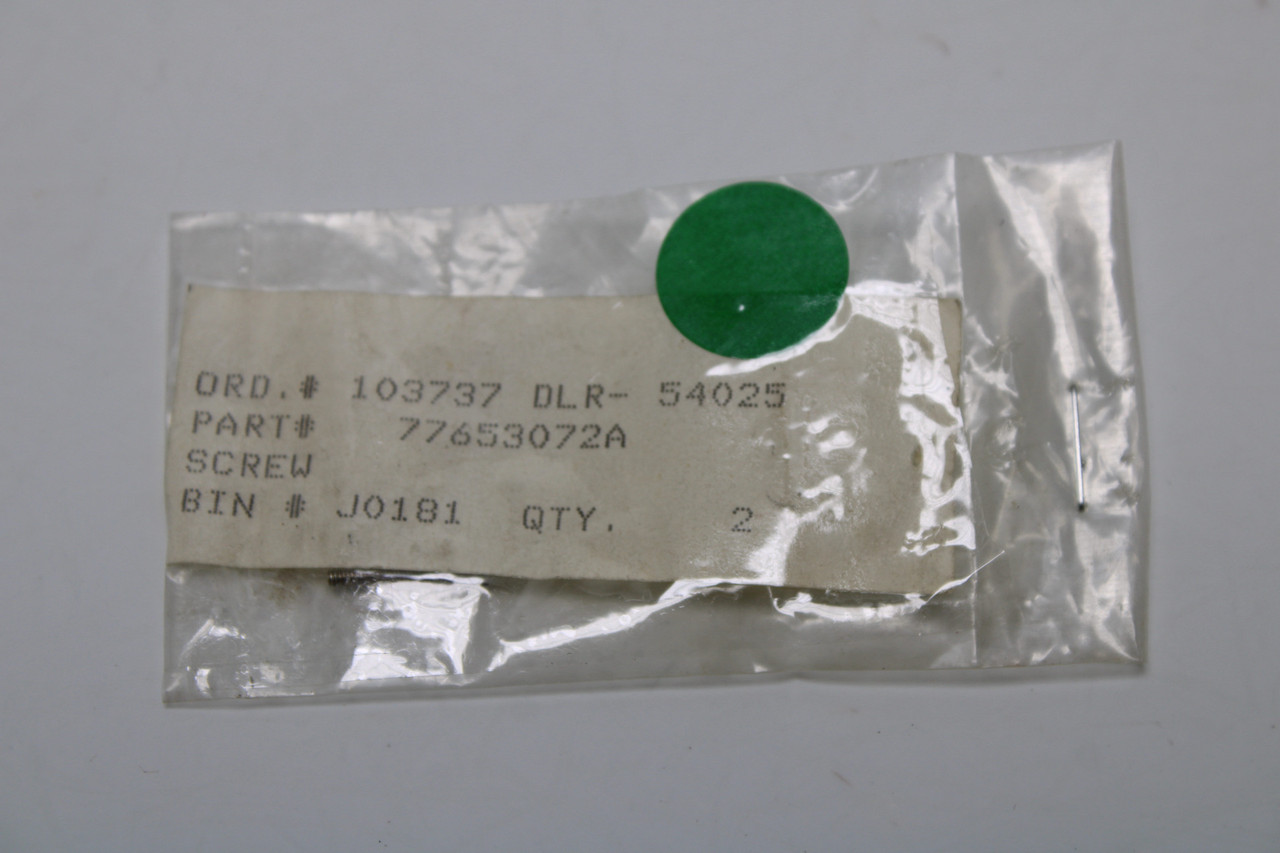 ORD.# 103737 DLR- 54025
PART# 77653072A
SCREW
BIN # J0181 QTY. 2